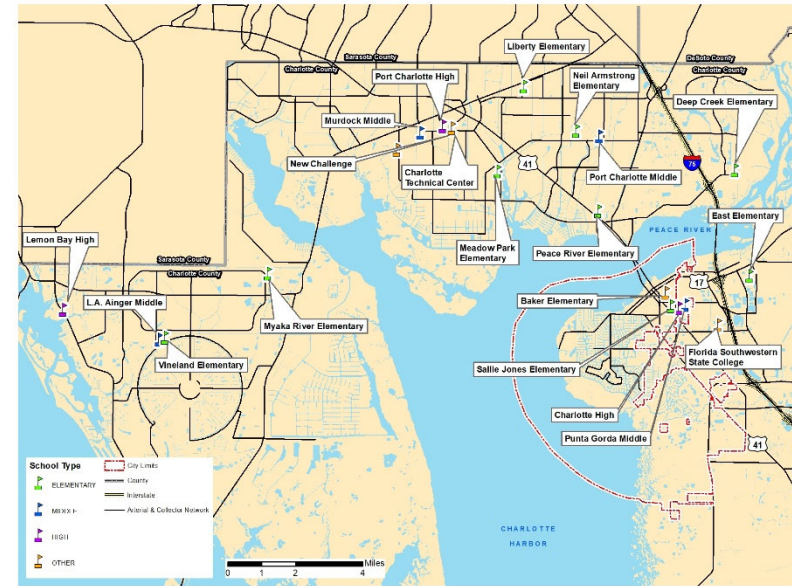 Liberty Elementary
Sarasota County
Charlotte County
DeSoto County
Charlotte County
Port Charlotte High
Neil Armstrong
Elementary
Deep Creek Elementary
Murdock Middle
New Challenge
Charlotte
Technical Center
41
75
Port Charlotte Middle
Meadow Park
Elementary
Peace River Elementary
PEACE RIVER
East Elementary
Lemon Bay High
Sarasota County
Charlotte County
L.A. Ainger Middle
Myaka River Elementary
Vineland Elementary
17
Baker Elementary
Sallie Jones Elementary
Florida Southwestern
State College
Charlotte High
Punta Gorda Middle
41
CHARLOTTE
HARBOR
School Type
ELEMENTARY
MIDDLE
HIGH
OTHER
City Limits
County
Interstate
Arterial & Collector Network
Miles
0 1 2 4